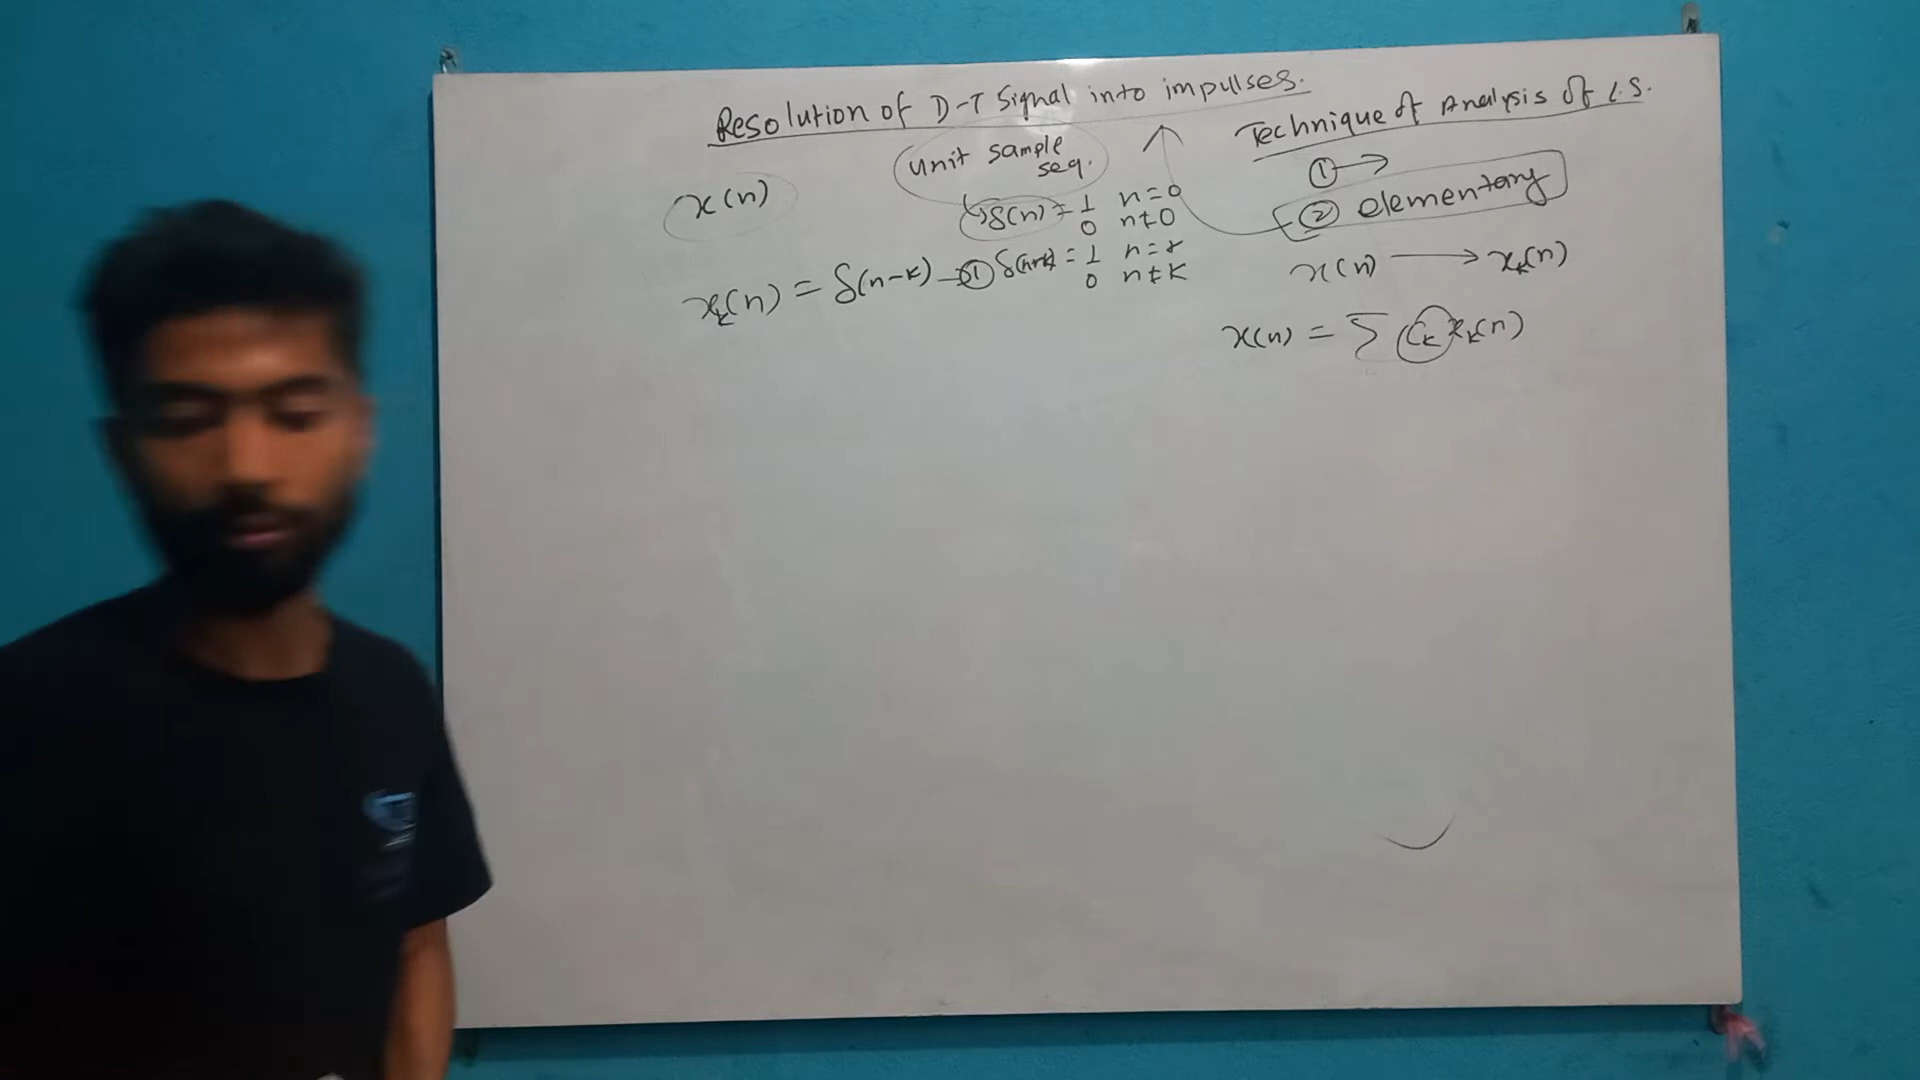 Resolution of D-T Signal into impulses.
unit sample
seq.
x(n)
δ(n) = 1 n=0
0 n≠0
x_k(n) = δ(n-k) — ① δ(n-k) = 1
0 n≠k
Technique of Analysis of L.S.
① →
② elementary
x(n) → x_k(n)
x(n) = Σ c_k x_k(n)